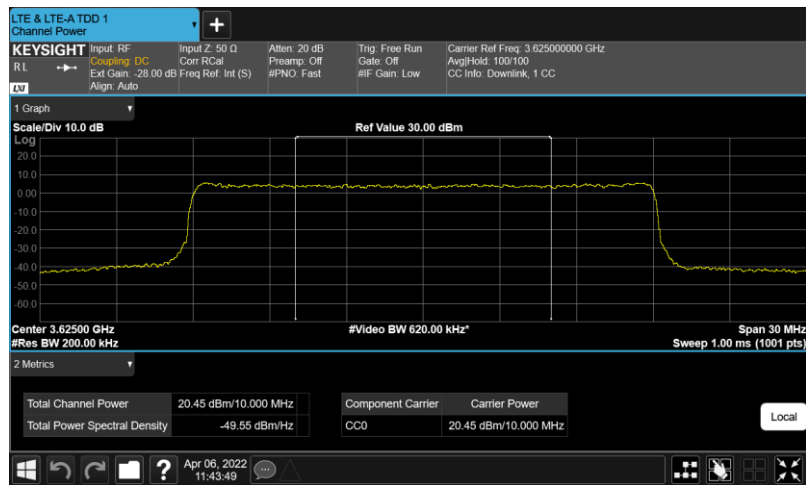 LTE & LTE-A TDD 1
Channel Power
KEYSIGHT
RL
LXI
Input: RF
Coupling: DC
Ext Gain: -28.00 dB
Align: Auto
Input Z: 50 Ω
Corr RCal
Freq Ref: Int (S)
Atten: 20 dB
Preamp: Off
#PNO: Fast
Trig: Free Run
Gate: Off
#IF Gain: Low
Carrier Ref Freq: 3.625000000 GHz
Avg|Hold: 100/100
CC Info: Downlink, 1 CC
1 Graph
Scale/Div 10.0 dB
Ref Value 30.00 dBm
Log
20.0
10.0
0.00
-10.0
-20.0
-30.0
-40.0
-50.0
-60.0
Center 3.62500 GHz
#Video BW 620.00 kHz*
Span 30 MHz
#Res BW 200.00 kHz
Sweep 1.00 ms (1001 pts)
2 Metrics
Total Channel Power 20.45 dBm/10.000 MHz
Total Power Spectral Density -49.55 dBm/Hz
Component Carrier Carrier Power
CC0 20.45 dBm/10.000 MHz
Local
?
Apr 06, 2022
11:43:49